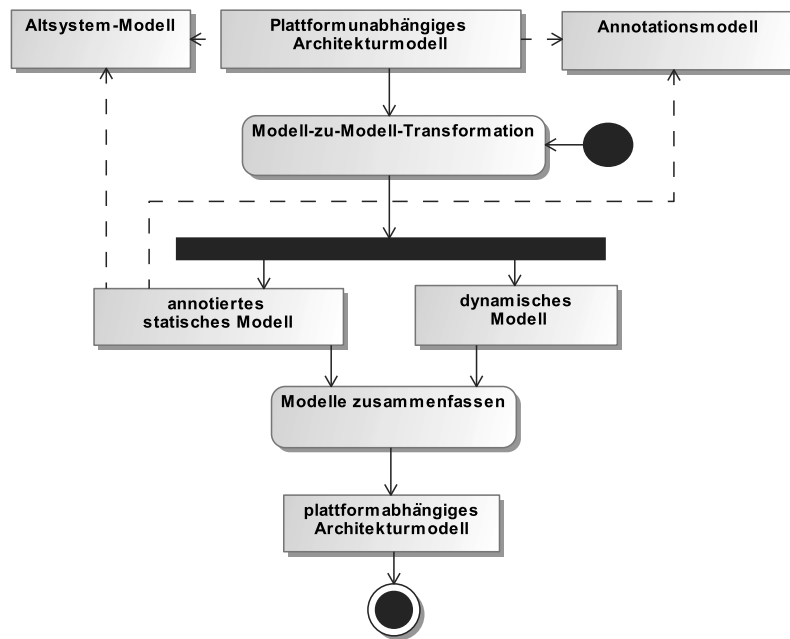 Altsystem-Modell
Plattformunabhängiges
Architekturmodell
Annotationsmodell
Modell-zu-Modell-Transformation
annotiertes
statisches Modell
dynamisches
Modell
Modelle zusammenfassen
plattformabhängiges
Architekturmodell